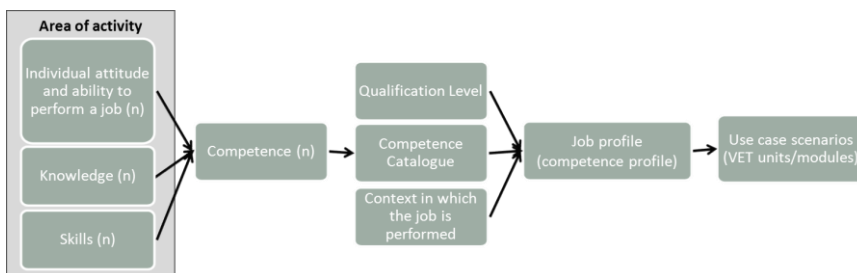 Area of activity
Individual attitude
and ability to
perform a job (n)
Knowledge (n)
Skills (n)
Competence (n)
Qualification Level
Competence
Catalogue
Context in which
the job is
performed
Job profile
(competence profile)
Use case scenarios
(VET units/modules)